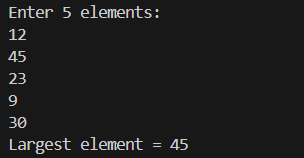 Enter 5 elements:
12
45
23
9
30
Largest element = 45